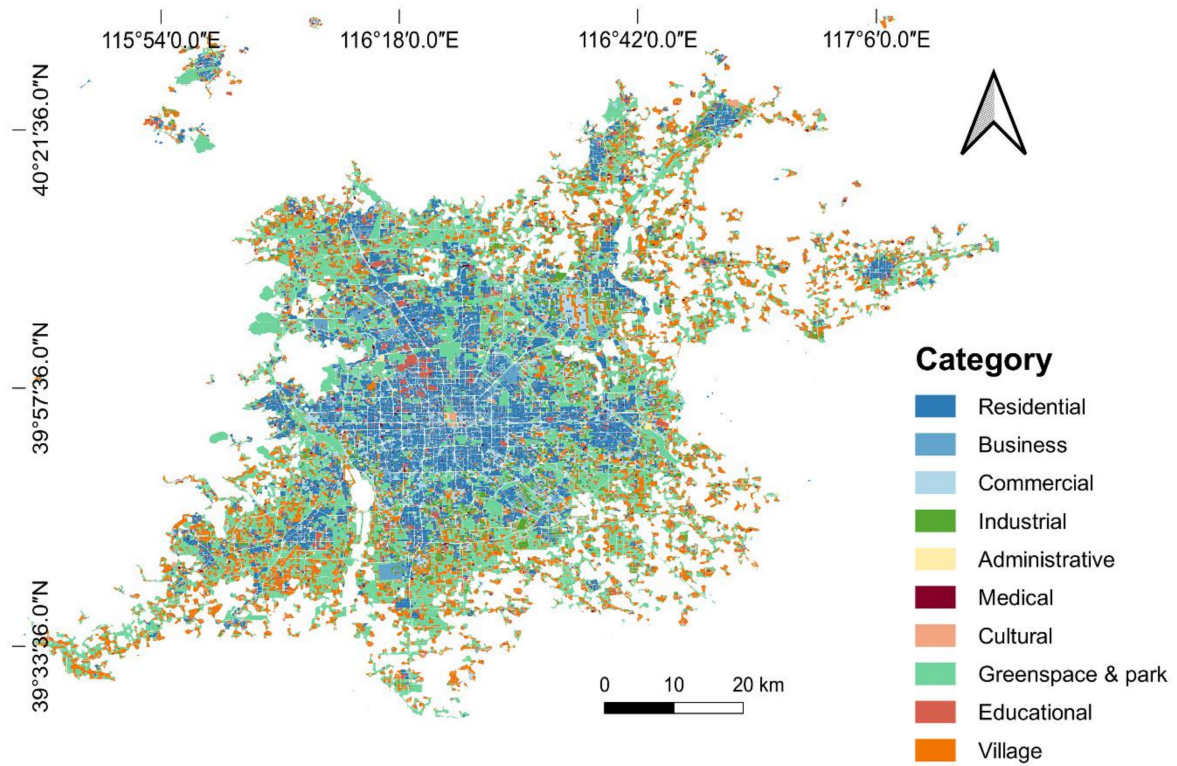 115°54′0.0″E 116°18′0.0″E 116°42′0.0″E 117°6′0.0″E
40°21′36.0″N
39°57′36.0″N
39°33′36.0″N
Category
Residential
Business
Commercial
Industrial
Administrative
Medical
Cultural
Greenspace & park
Educational
Village
0 10 20 km